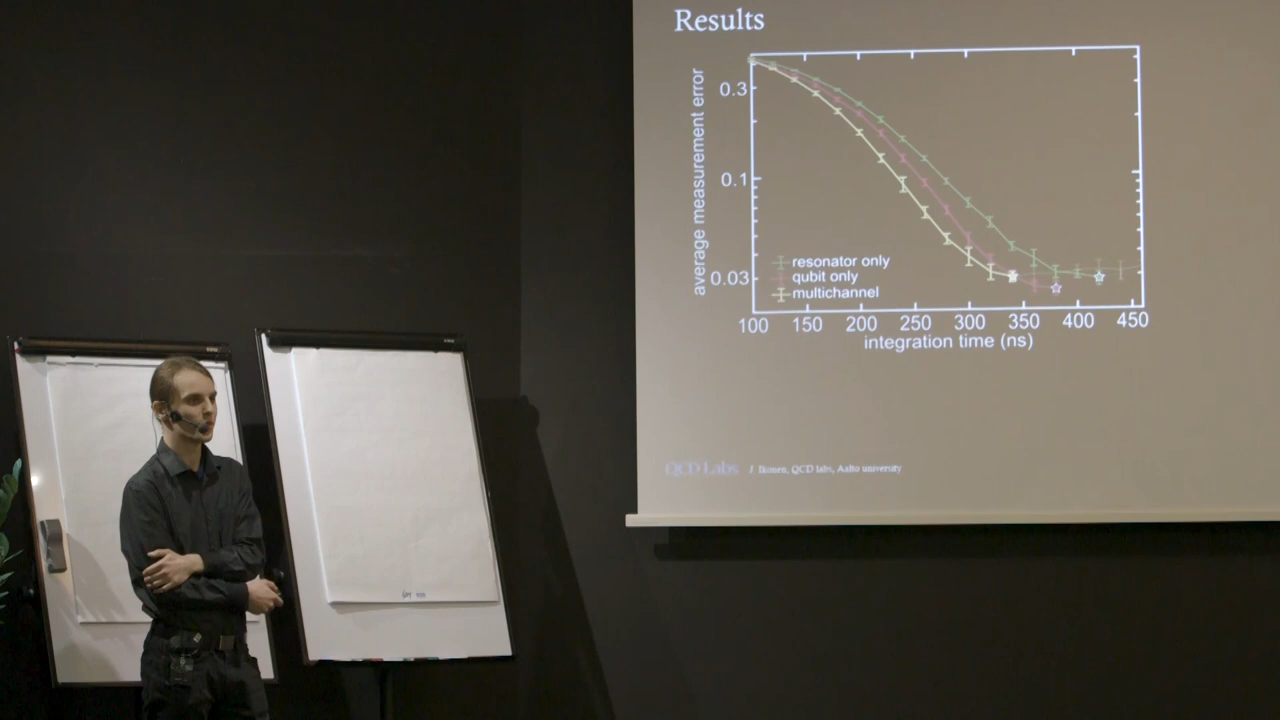 Results
average measurement error
0.3
0.1
0.03
resonator only
qubit only
multichannel
100 150 200 250 300 350 400 450
integration time (ns)
QCD Labs J. Ikonen, QCD labs, Aalto university